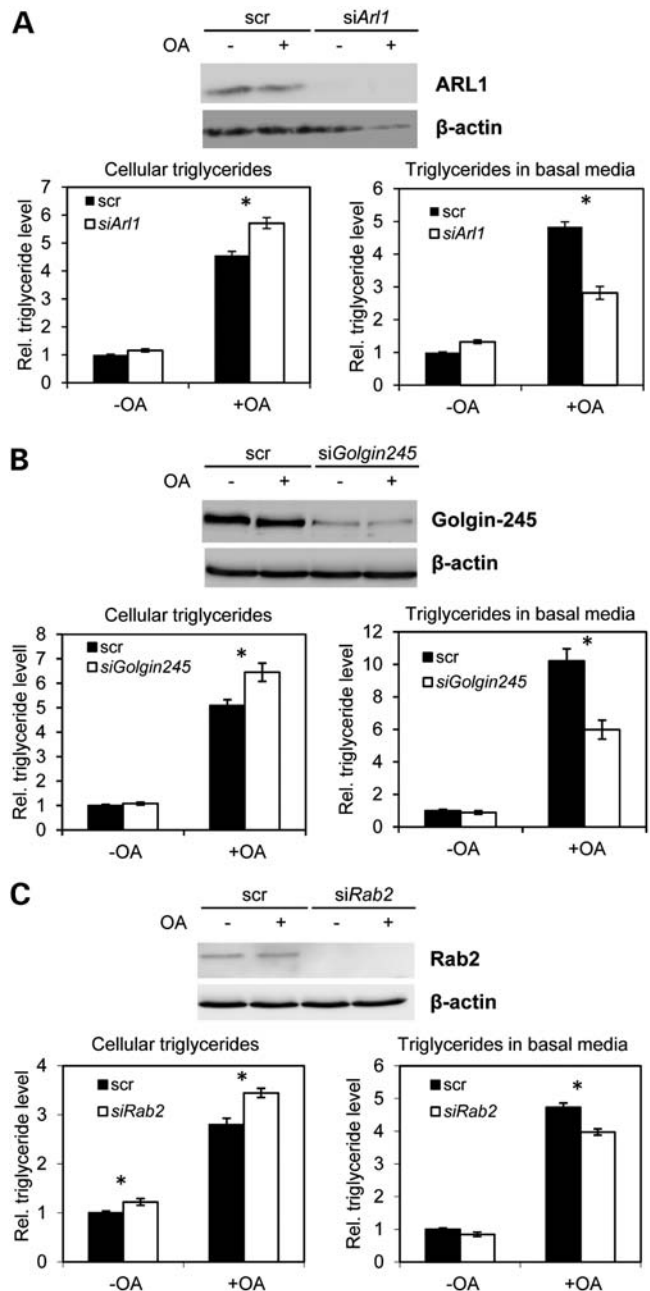 A
scr siArl1
OA - + - +
ARL1
β-actin
Cellular triglycerides
Rel. triglyceride level
7
6
5
4
3
2
1
0
scr
siArl1
*
-OA +OA
Triglycerides in basal media
Rel. triglyceride level
6
5
4
3
2
1
0
scr
siArl1
*
-OA +OA
B
scr siGolgin245
OA - + - +
Golgin-245
β-actin
Cellular triglycerides
Rel. triglyceride levell
8
7
6
5
4
3
2
1
0
scr
siGolgin245
*
-OA +OA
Triglycerides in basal media
Rel. triglyceride level
12
10
8
6
4
2
0
scr
siGolgin245
*
-OA +OA
C
scr siRab2
OA - + - +
Rab2
β-actin
Cellular triglycerides
Rel. triglyceride level
4
3
2
1
0
scr
siRab2
*
*
-OA +OA
Triglycerides in basal media
Rel. triglyceride level
6
5
4
3
2
1
0
scr
siRab2
*
-OA +OA